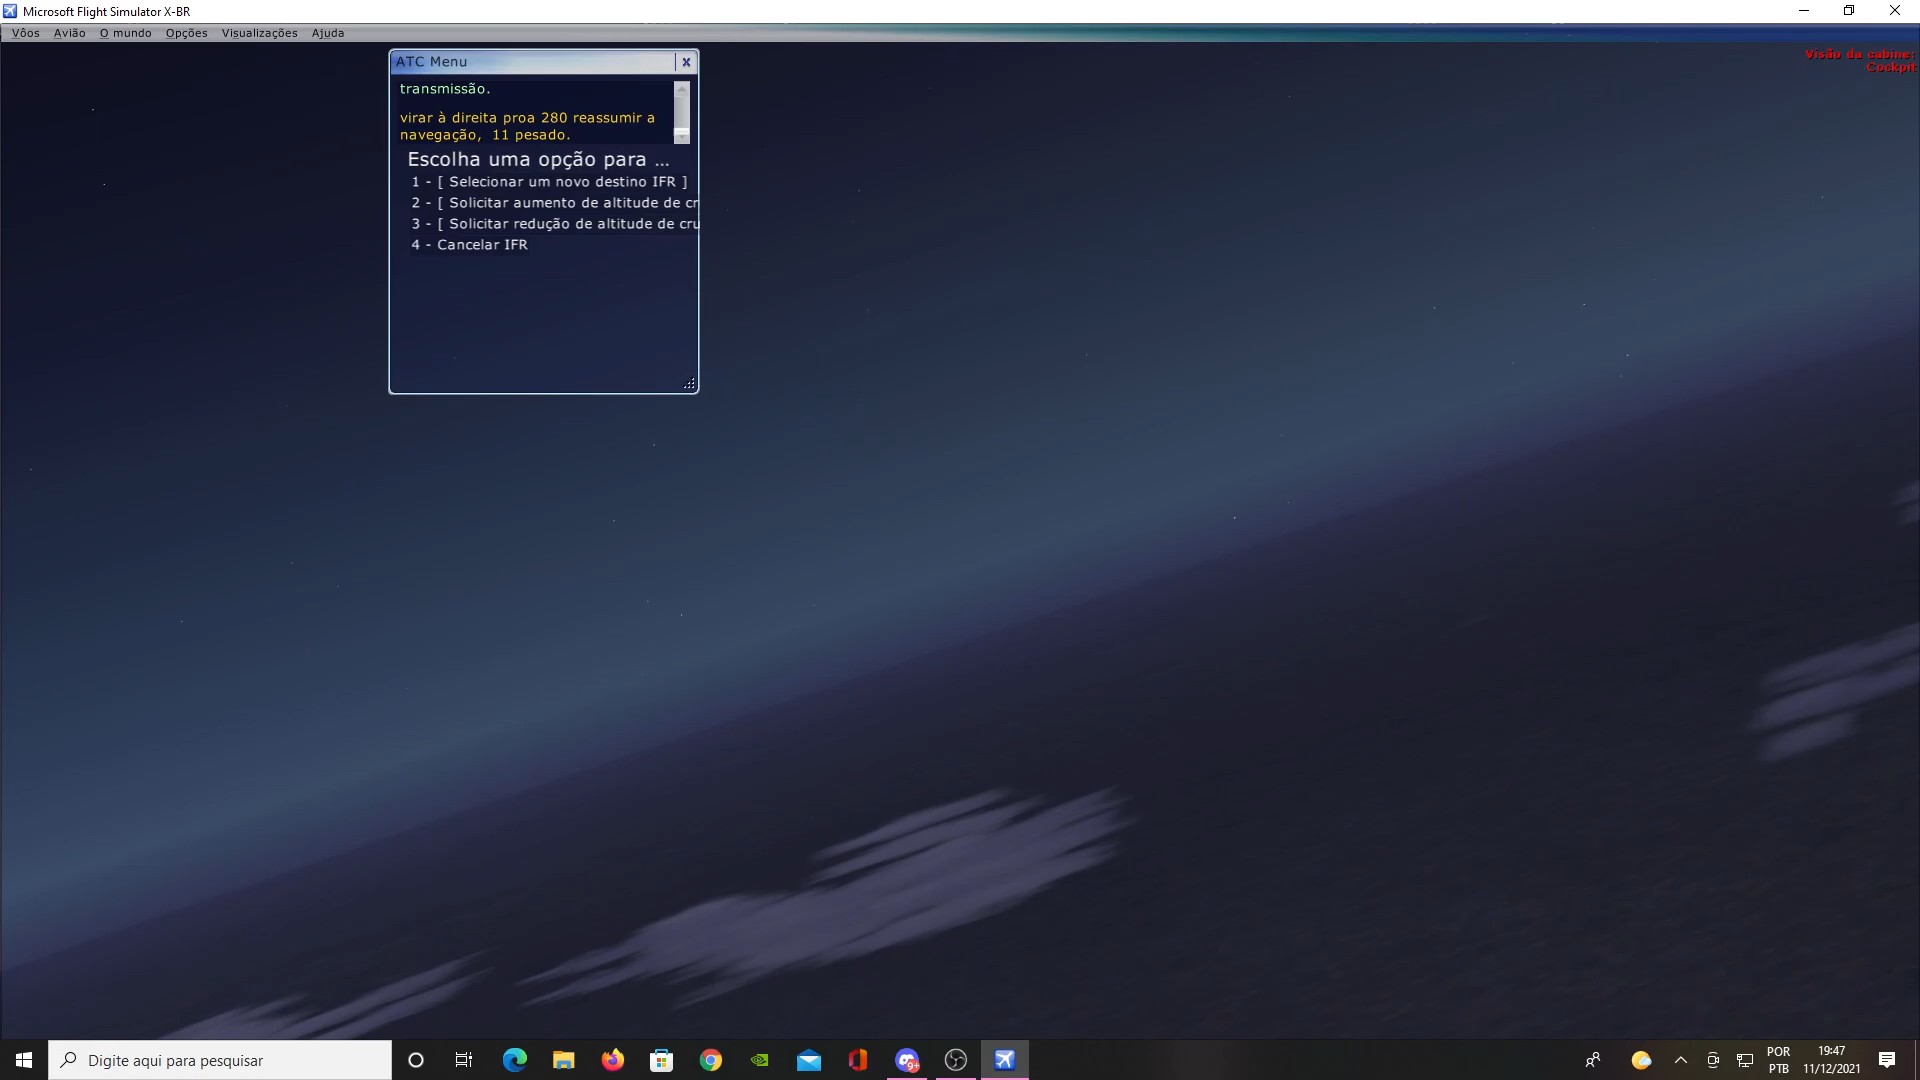 Microsoft Flight Simulator X-BR
Vôos Avião O mundo Opções Visualizações Ajuda
Visão da cabine:
Cockpit
ATC Menu
transmissão.
virar à direita proa 280 reassumir a
navegação, 11 pesado.
Escolha uma opção para ...
1 - [ Selecionar um novo destino IFR ]
2 - [ Solicitar aumento de altitude de cr
3 - [ Solicitar redução de altitude de cru
4 - Cancelar IFR
Digite aqui para pesquisar
9+
POR
PTB
19:47
11/12/2021